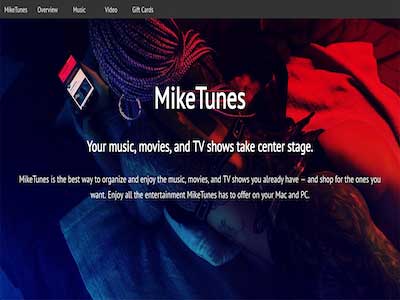 MikeTunes Overview Music Video Gift Cards
MikeTunes
Your music, movies, and TV shows take center stage.
MikeTunes is the best way to organize and enjoy the music, movies, and TV shows you already have — and shop for the ones you
want. Enjoy all the entertainment MikeTunes has to offer on your Mac and PC.